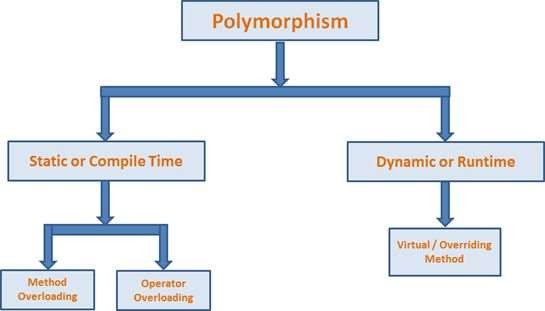 Polymorphism
Static or Compile Time
Dynamic or Runtime
Virtual / Overriding
Method
Method
Overloading
Operator
Overloading